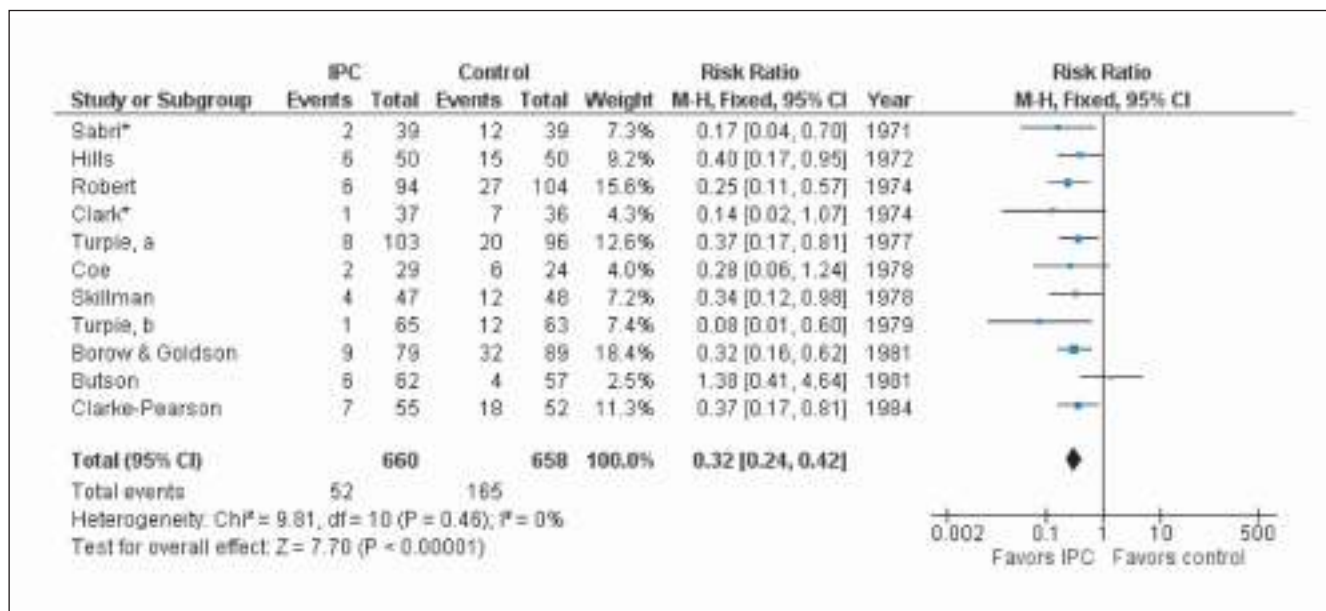 IPC Control Risk Ratio Risk Ratio
Study or Subgroup Events Total Events Total Weight M-H, Fixed, 95% CI Year M-H, Fixed, 95% CI
Sabri* 2 39 12 39 7.3% 0.17 [0.04, 0.70] 1971
Hills 6 50 15 50 9.2% 0.40 [0.17, 0.95] 1972
Robert 6 94 27 104 15.6% 0.25 [0.11, 0.57] 1974
Clark* 1 37 7 36 4.3% 0.14 [0.02, 1.07] 1974
Turpie, a 8 103 20 96 12.6% 0.37 [0.17, 0.81] 1977
Coe 2 29 6 24 4.0% 0.28 [0.06, 1.24] 1978
Skillman 4 47 12 48 7.2% 0.34 [0.12, 0.98] 1978
Turpie, b 1 65 12 63 7.4% 0.08 [0.01, 0.60] 1979
Borow & Goldson 9 79 32 89 18.4% 0.32 [0.16, 0.62] 1981
Butson 6 62 4 57 2.5% 1.38 [0.41, 4.64] 1981
Clarke-Pearson 7 55 18 52 11.3% 0.37 [0.17, 0.81] 1984
Total (95% CI) 660 658 100.0% 0.32 [0.24, 0.42]
Total events 52 165
Heterogeneity: Chi² = 9.81, df = 10 (P = 0.46); I² = 0%
Test for overall effect: Z = 7.70 (P < 0.00001)
0.002 0.1 1 10 500
Favors IPC Favors control